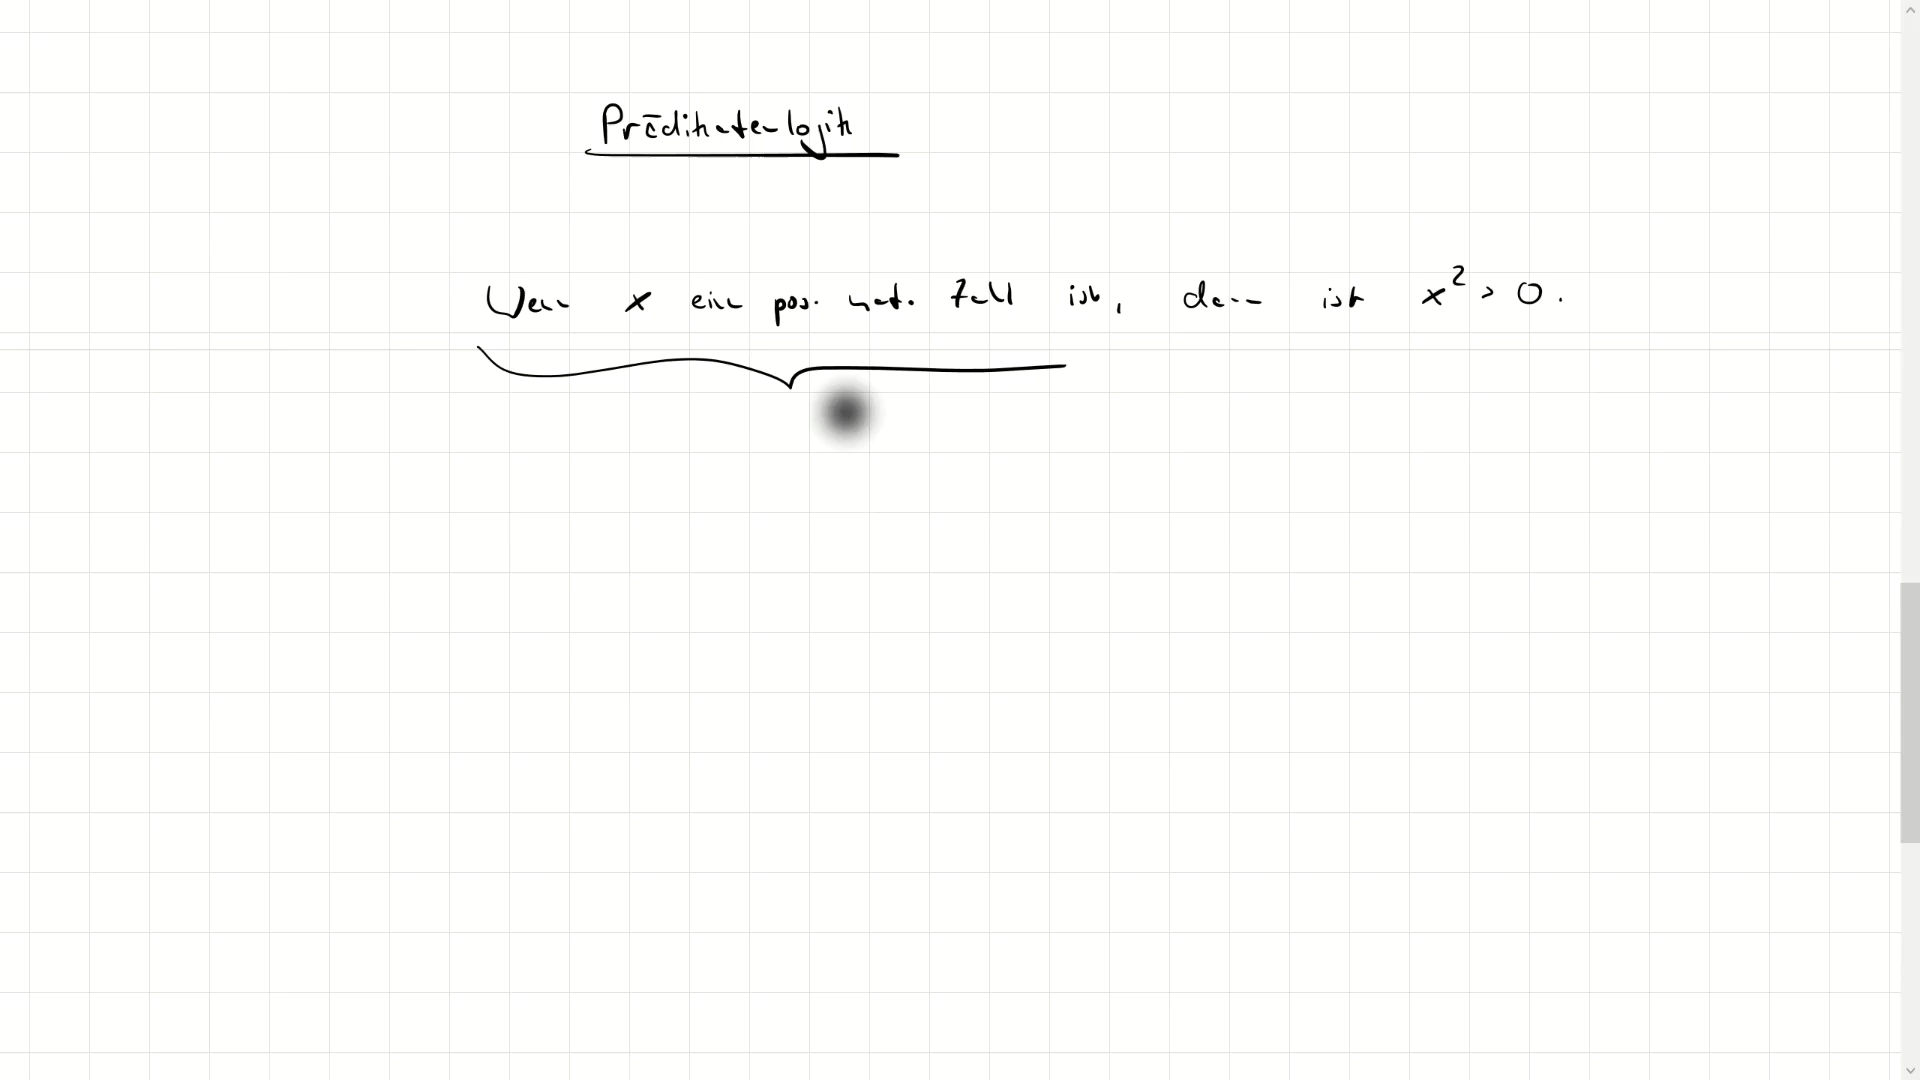 Prädikatenlogik
Wenn x eine pos. nat. Zahl ist, dann ist x² > 0.